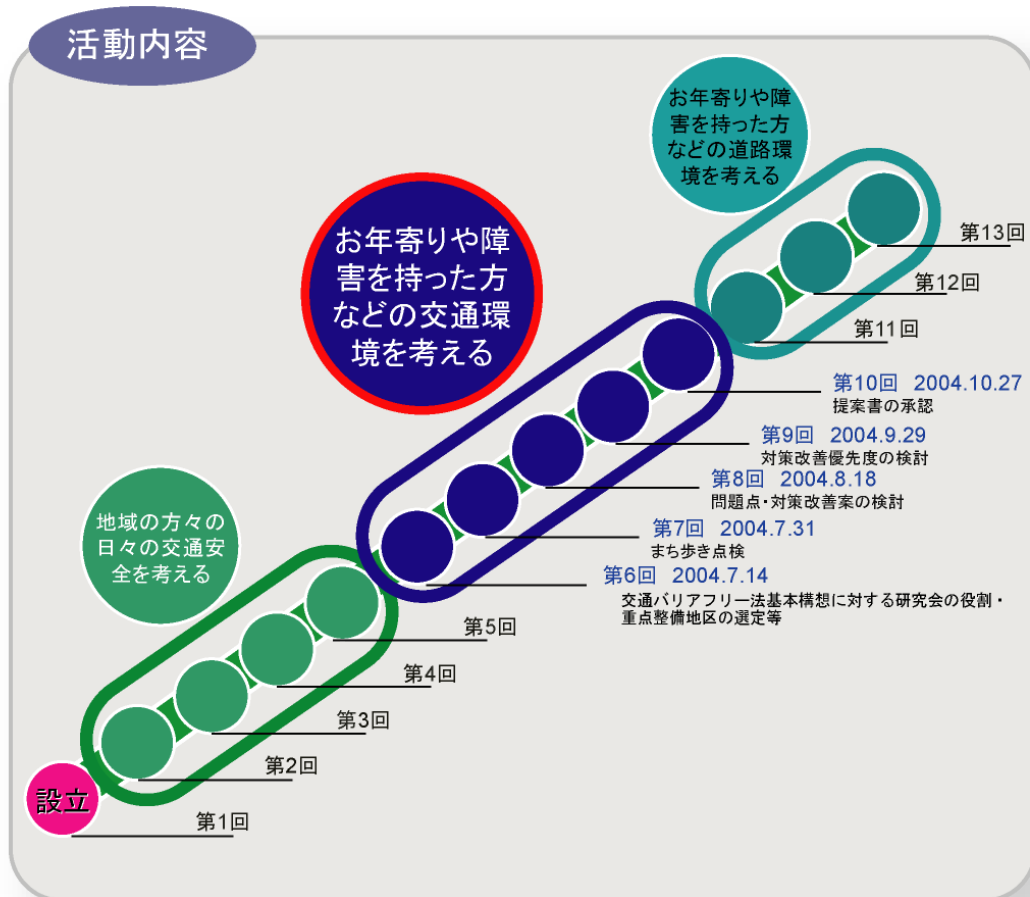 活動内容
お年寄りや障
害を持った方
などの道路環
境を考える
お年寄りや障
害を持った方
などの交通環
境を考える
地域の方々の
日々の交通安
全を考える
第13回
第12回
第11回
第10回 2004.10.27
提案書の承認
第9回 2004.9.29
対策改善優先度の検討
第8回 2004.8.18
問題点・対策改善案の検討
第7回 2004.7.31
まち歩き点検
第6回 2004.7.14
交通バリアフリー法基本構想に対する研究会の役割・
重点整備地区の選定等
第5回
第4回
第3回
第2回
設立
第1回